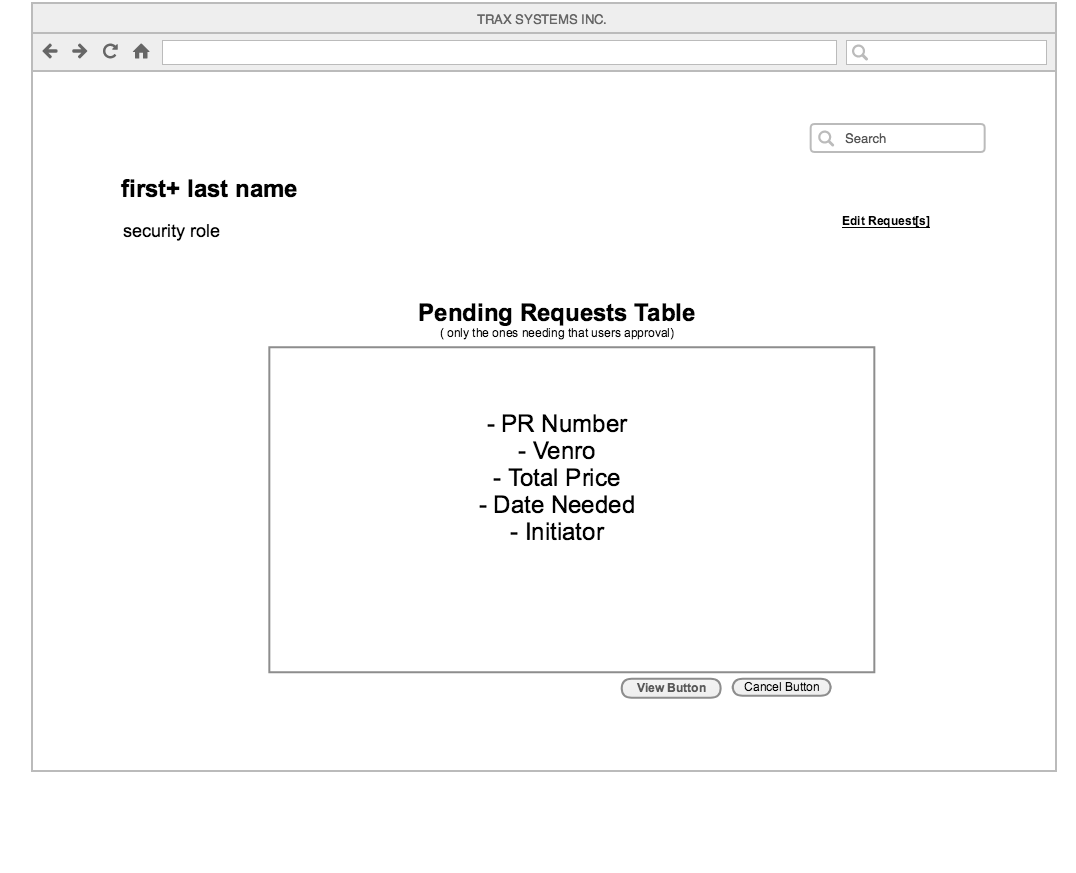 TRAX SYSTEMS INC.
Search
first+ last name
security role
Edit Request[s]
Pending Requests Table
( only the ones needing that users approval)
- PR Number
- Venro
- Total Price
- Date Needed
- Initiator
View Button
Cancel Button